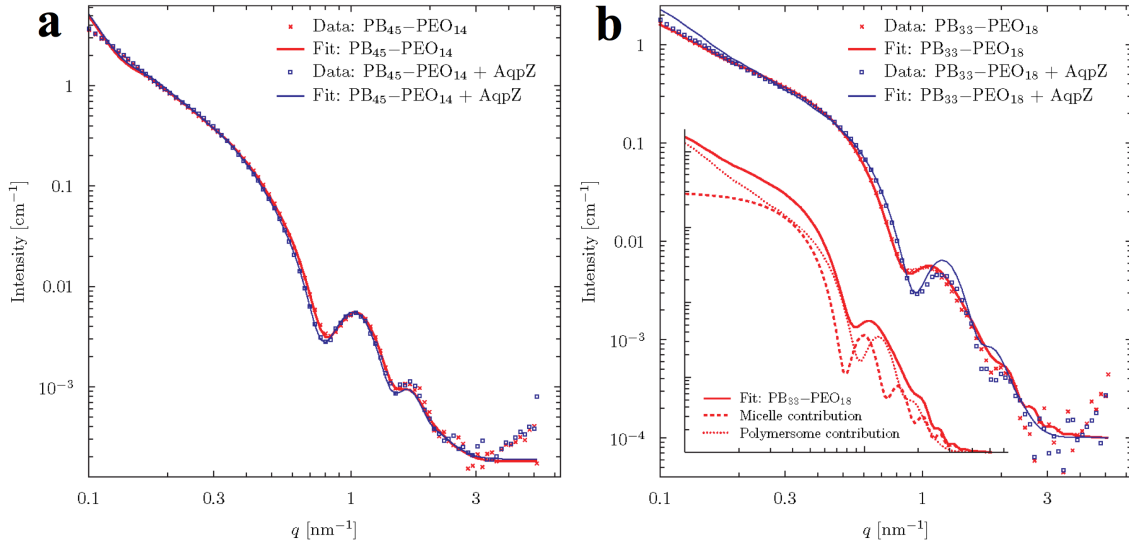 a
Data: PB₄₅−PEO₁₄
Fit: PB₄₅−PEO₁₄
Data: PB₄₅−PEO₁₄ + AqpZ
Fit: PB₄₅−PEO₁₄ + AqpZ
Intensity [cm⁻¹]
1
0.1
0.01
10⁻³
0.1
0.3
1
3
q [nm⁻¹]
b
Data: PB₃₃−PEO₁₈
Fit: PB₃₃−PEO₁₈
Data: PB₃₃−PEO₁₈ + AqpZ
Fit: PB₃₃−PEO₁₈ + AqpZ
Intensity [cm⁻¹]
1
0.1
0.01
10⁻³
10⁻⁴
Fit: PB₃₃−PEO₁₈
Micelle contribution
Polymersome contribution
0.1
0.3
1
3
q [nm⁻¹]